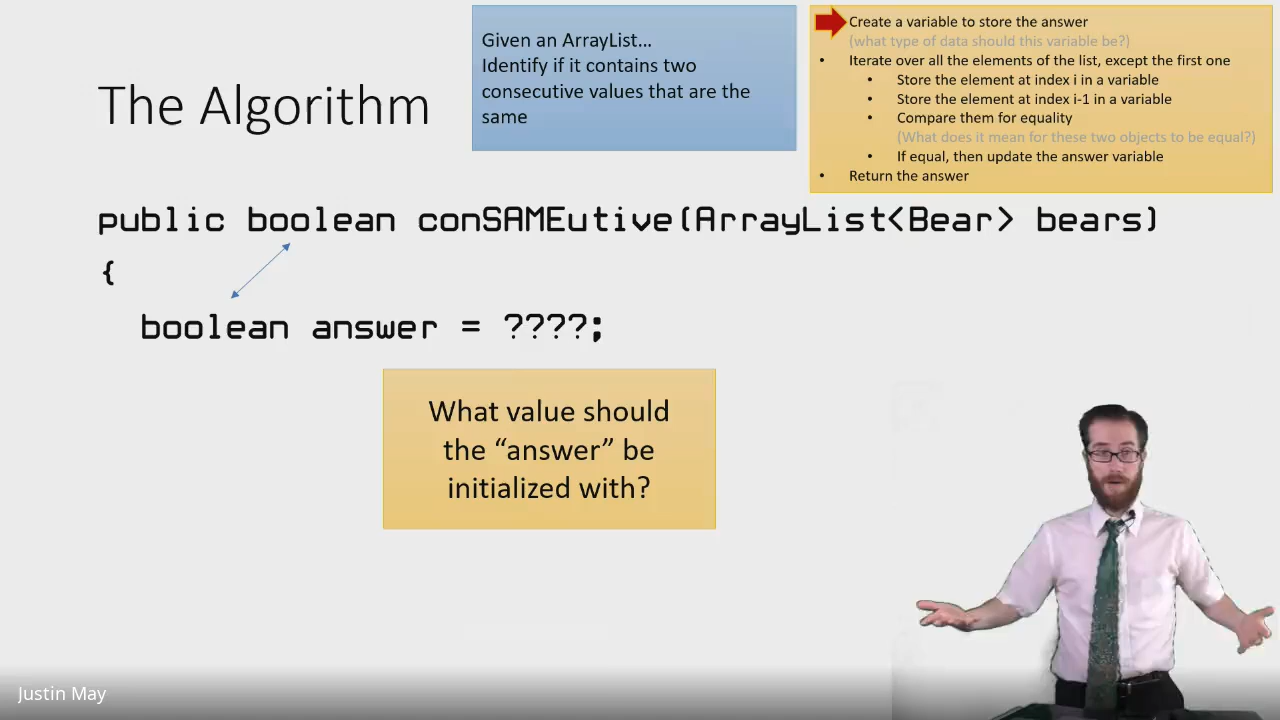 The Algorithm
Given an ArrayList...
Identify if it contains two
consecutive values that are the
same
Create a variable to store the answer
(what type of data should this variable be?)
• Iterate over all the elements of the list, except the first one
• Store the element at index i in a variable
• Store the element at index i-1 in a variable
• Compare them for equality
(What does it mean for these two objects to be equal?)
• If equal, then update the answer variable
• Return the answer
public boolean conSAMEutive(ArrayList<Bear> bears)
{
boolean answer = ????;
What value should
the “answer” be
initialized with?
Justin May